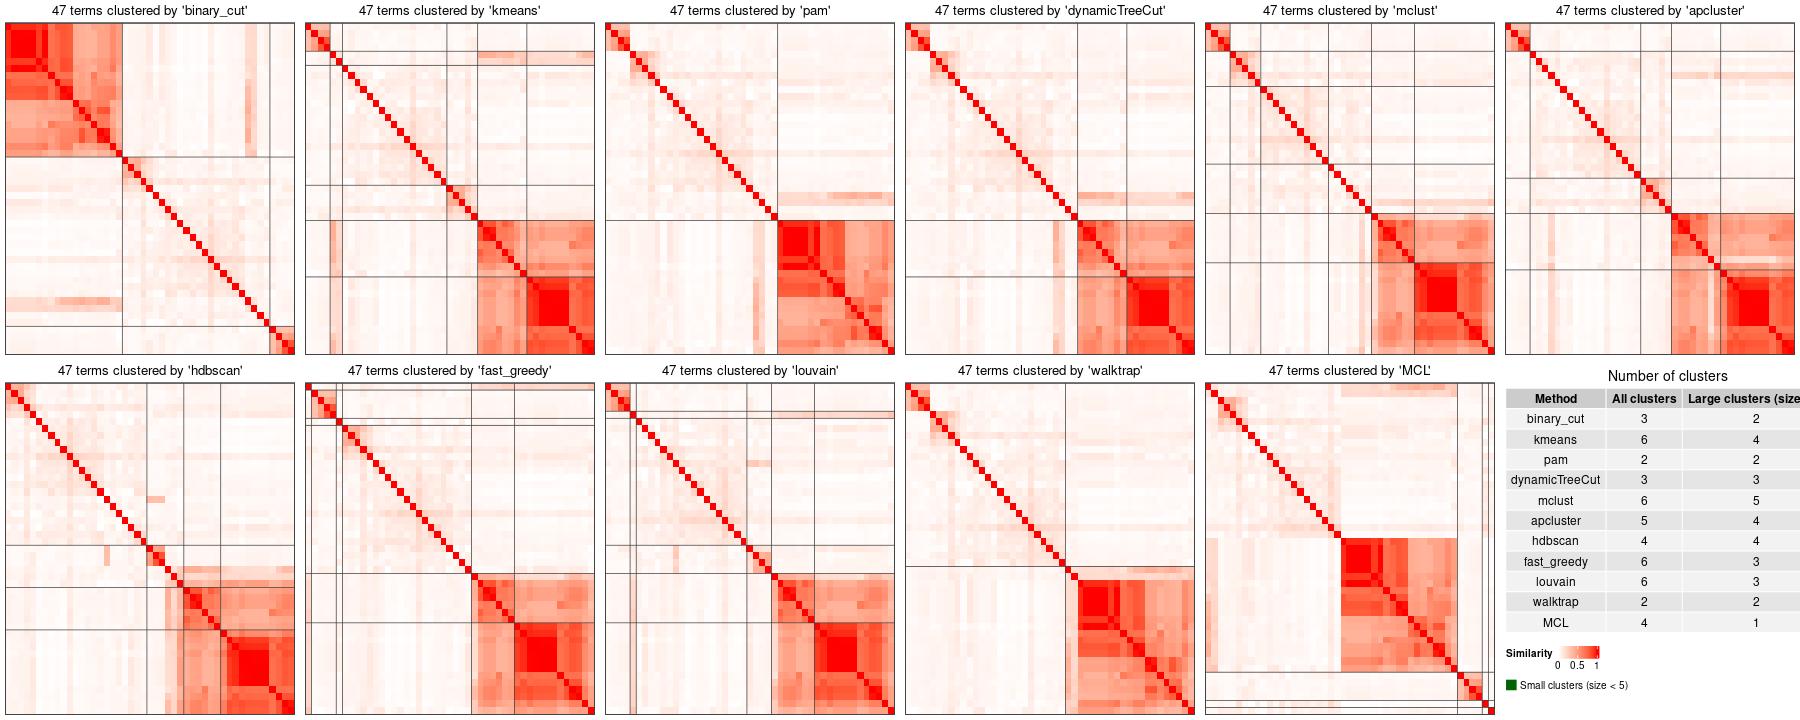 47 terms clustered by 'binary_cut'
47 terms clustered by 'kmeans'
47 terms clustered by 'pam'
47 terms clustered by 'dynamicTreeCut'
47 terms clustered by 'mclust'
47 terms clustered by 'apcluster'
47 terms clustered by 'hdbscan'
47 terms clustered by 'fast_greedy'
47 terms clustered by 'louvain'
47 terms clustered by 'walktrap'
47 terms clustered by 'MCL'
Number of clusters
Method All clusters Large clusters (size
binary_cut 3 2
kmeans 6 4
pam 2 2
dynamicTreeCut 3 3
mclust 6 5
apcluster 5 4
hdbscan 4 4
fast_greedy 6 3
louvain 6 3
walktrap 2 2
MCL 4 1
Similarity
0 0.5 1
Small clusters (size < 5)